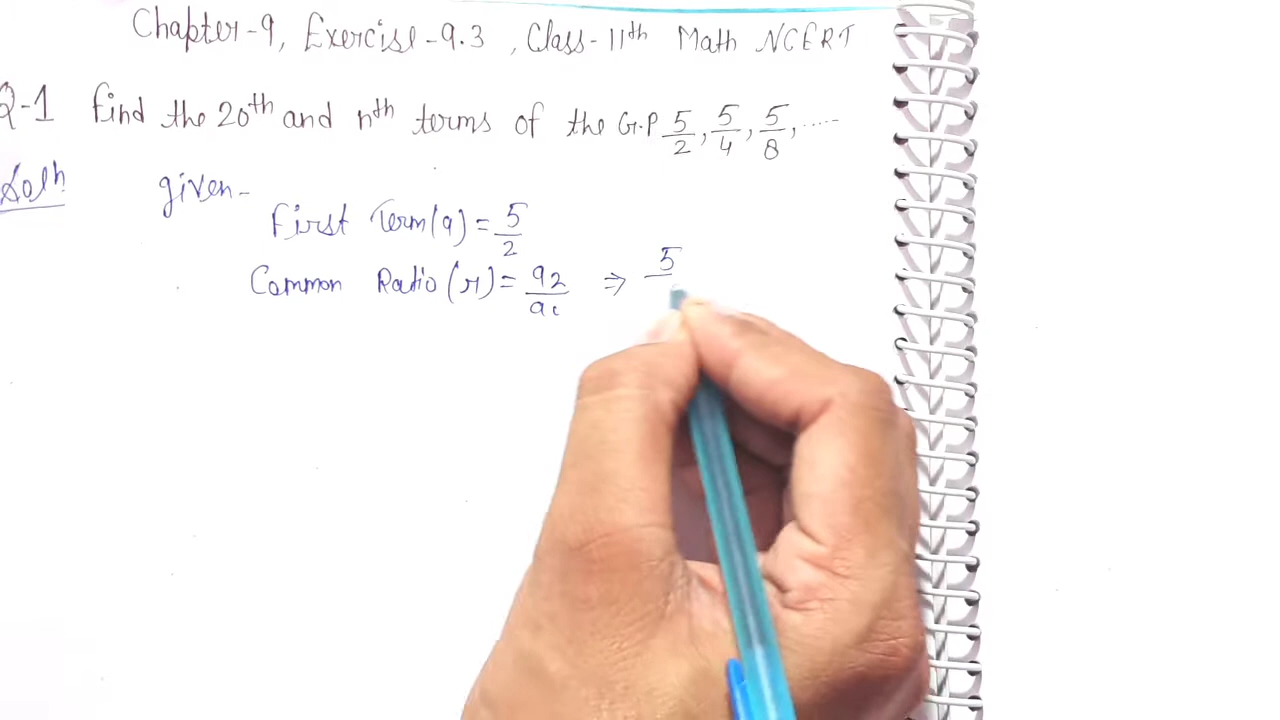 Chapter-9, Exercise-9.3, Class-11th Math NCERT
Q-1 find the 20th and nth terms of the G.P 5/2, 5/4, 5/8, .....
Solh given-
First Term(a) = 5/2
Common Ratio(r) = a2/a1 ⇒ 5